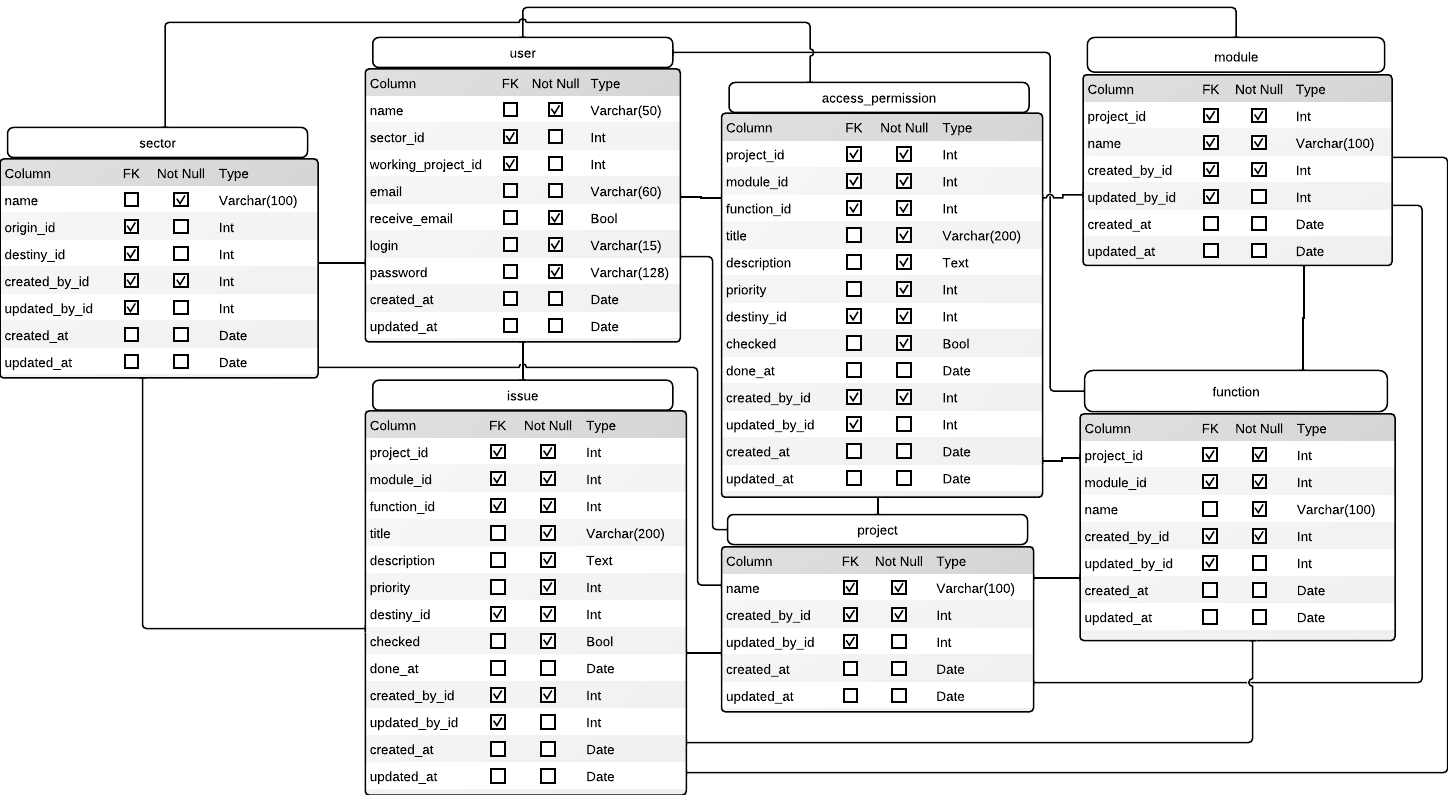 user
Column FK Not Null Type
name Varchar(50)
sector_id Int
working_project_id Int
email Varchar(60)
receive_email Bool
login Varchar(15)
password Varchar(128)
created_at Date
updated_at Date
module
Column FK Not Null Type
project_id Int
name Varchar(100)
created_by_id Int
updated_by_id Int
created_at Date
updated_at Date
access_permission
Column FK Not Null Type
project_id Int
module_id Int
function_id Int
title Varchar(200)
description Text
priority Int
destiny_id Int
checked Bool
done_at Date
created_by_id Int
updated_by_id Int
created_at Date
updated_at Date
sector
Column FK Not Null Type
name Varchar(100)
origin_id Int
destiny_id Int
created_by_id Int
updated_by_id Int
created_at Date
updated_at Date
issue
Column FK Not Null Type
project_id Int
module_id Int
function_id Int
title Varchar(200)
description Text
priority Int
destiny_id Int
checked Bool
done_at Date
created_by_id Int
updated_by_id Int
created_at Date
updated_at Date
function
Column FK Not Null Type
project_id Int
module_id Int
name Varchar(100)
created_by_id Int
updated_by_id Int
created_at Date
updated_at Date
project
Column FK Not Null Type
name Varchar(100)
created_by_id Int
updated_by_id Int
created_at Date
updated_at Date